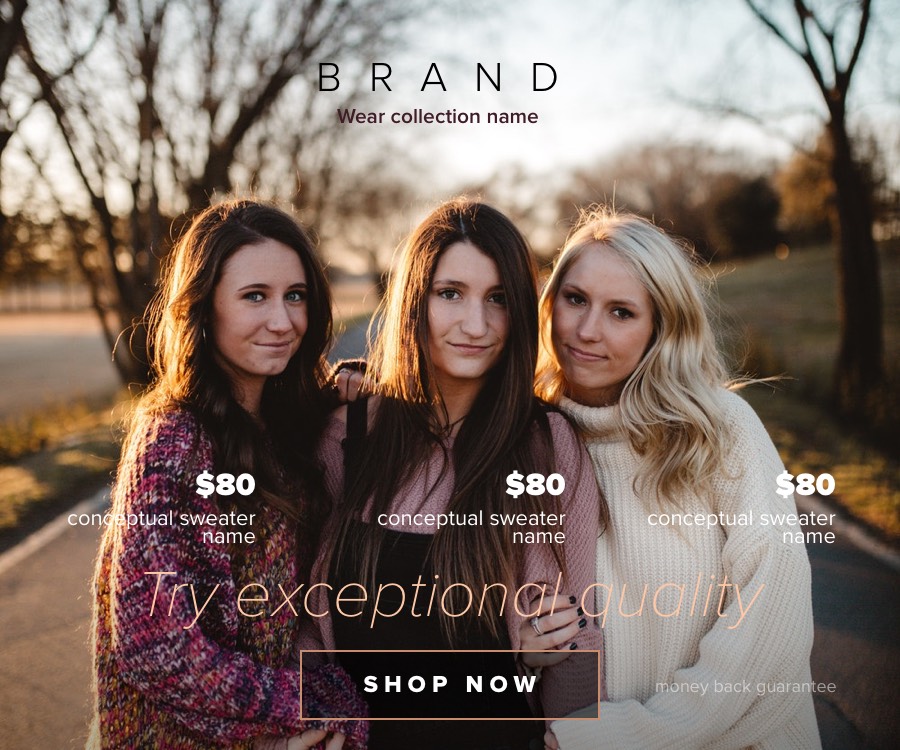 BRAND
Wear collection name
$80
conceptual sweater
name
$80
conceptual sweater
name
$80
conceptual sweater
name
Try exceptional quality
SHOP NOW
money back guarantee